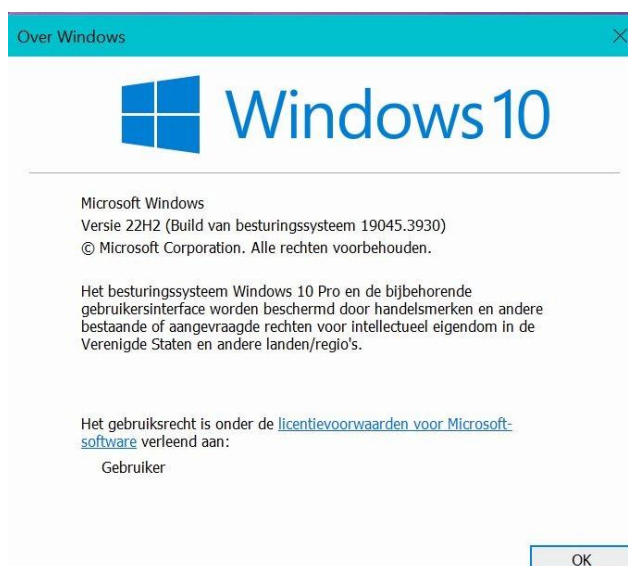 Over Windows
Windows 10
Microsoft Windows
Versie 22H2 (Build van besturingssysteem 19045.3930)
© Microsoft Corporation. Alle rechten voorbehouden.
Het besturingssysteem Windows 10 Pro en de bijbehorende
gebruikersinterface worden beschermd door handelsmerken en andere
bestaande of aangevraagde rechten voor intellectueel eigendom in de
Verenigde Staten en andere landen/regio's.
Het gebruiksrecht is onder de licentievoorwaarden voor Microsoft-
software verleend aan:
Gebruiker
OK